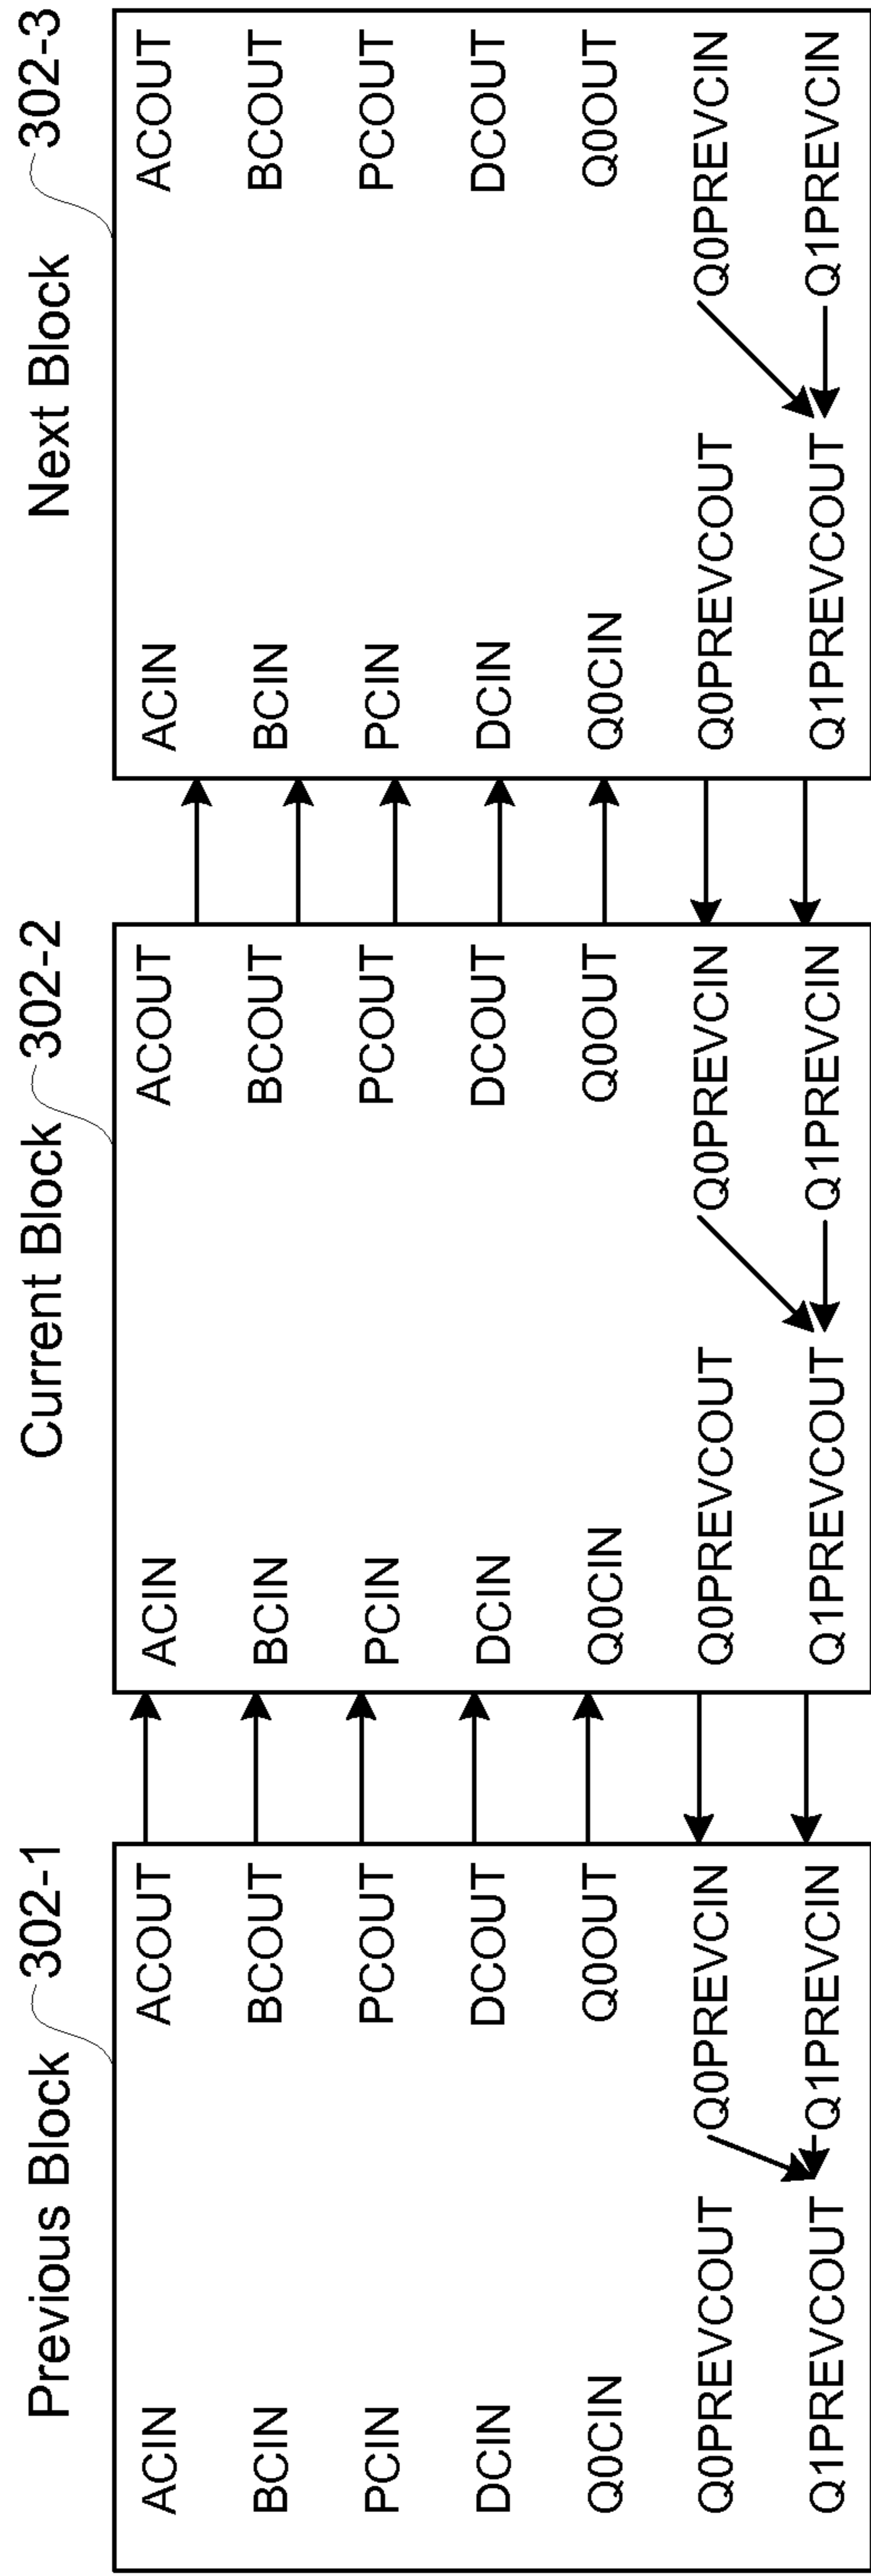 Previous Block 302-1
ACIN ACOUT
BCIN BCOUT
PCIN PCOUT
DCIN DCOUT
Q0CIN Q0OUT
Q0PREVCOUT Q0PREVCIN
Q1PREVCOUT Q1PREVCIN
Current Block 302-2
ACIN ACOUT
BCIN BCOUT
PCIN PCOUT
DCIN DCOUT
Q0CIN Q0OUT
Q0PREVCOUT Q0PREVCIN
Q1PREVCOUT Q1PREVCIN
Next Block 302-3
ACIN ACOUT
BCIN BCOUT
PCIN PCOUT
DCIN DCOUT
Q0CIN Q0OUT
Q0PREVCOUT Q0PREVCIN
Q1PREVCOUT Q1PREVCIN